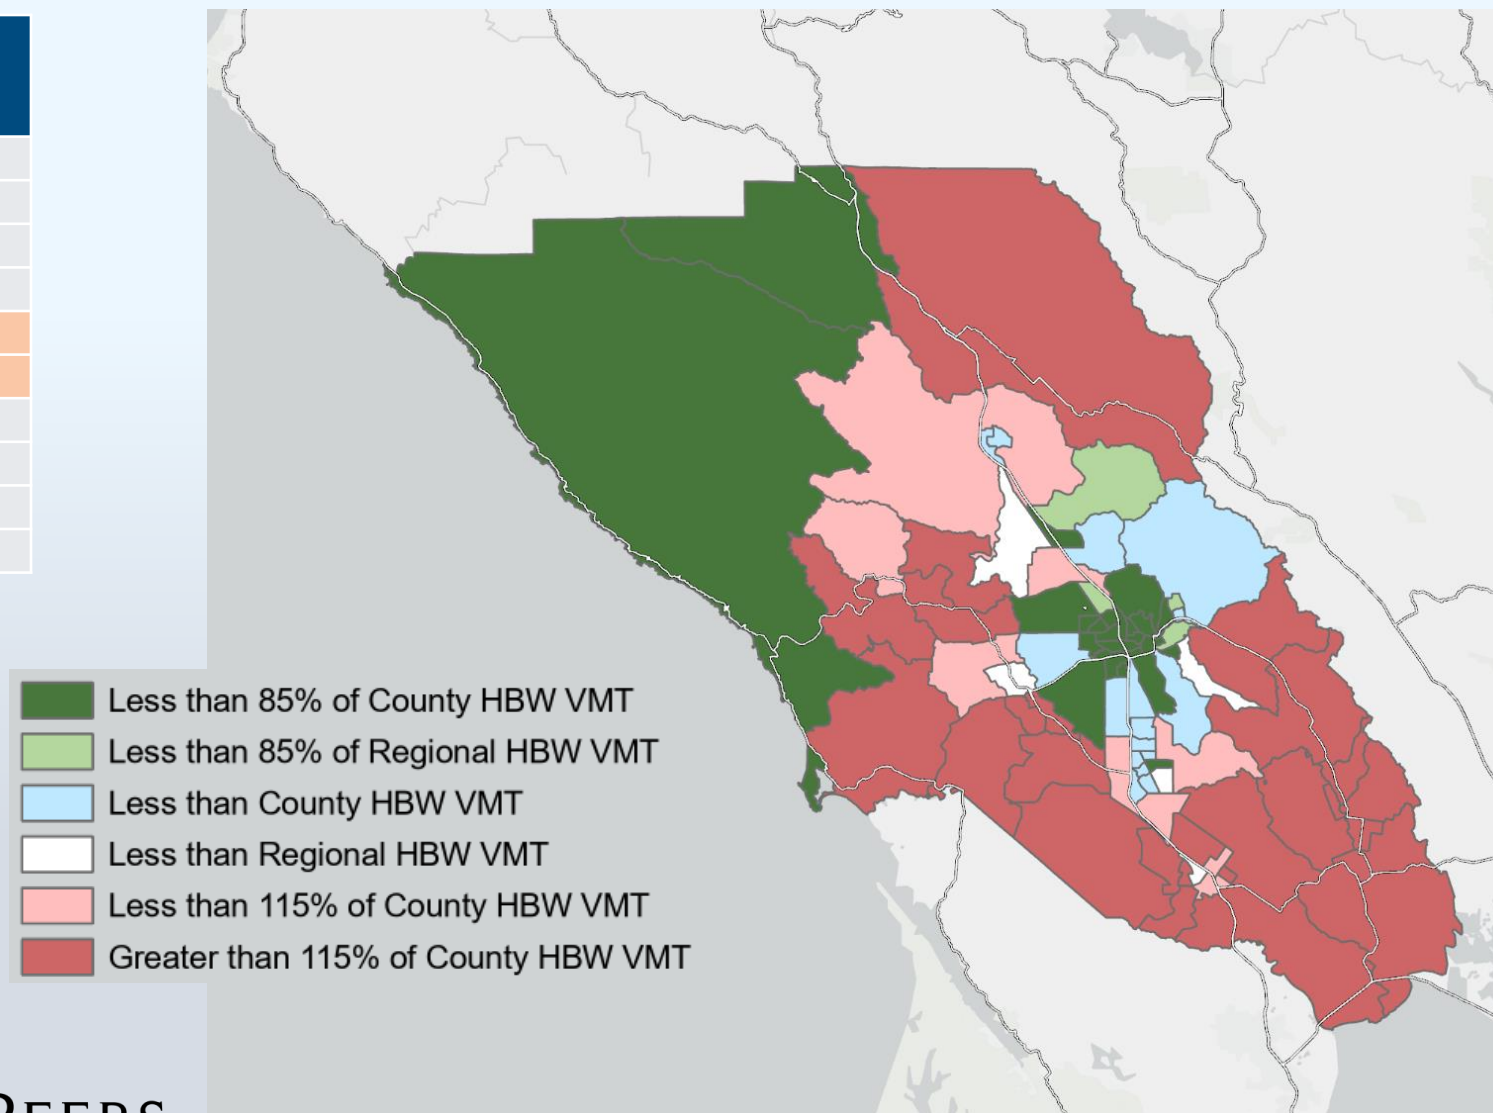 Less than 85% of County HBW VMT
Less than 85% of Regional HBW VMT
Less than County HBW VMT
Less than Regional HBW VMT
Less than 115% of County HBW VMT
Greater than 115% of County HBW VMT
PEERS